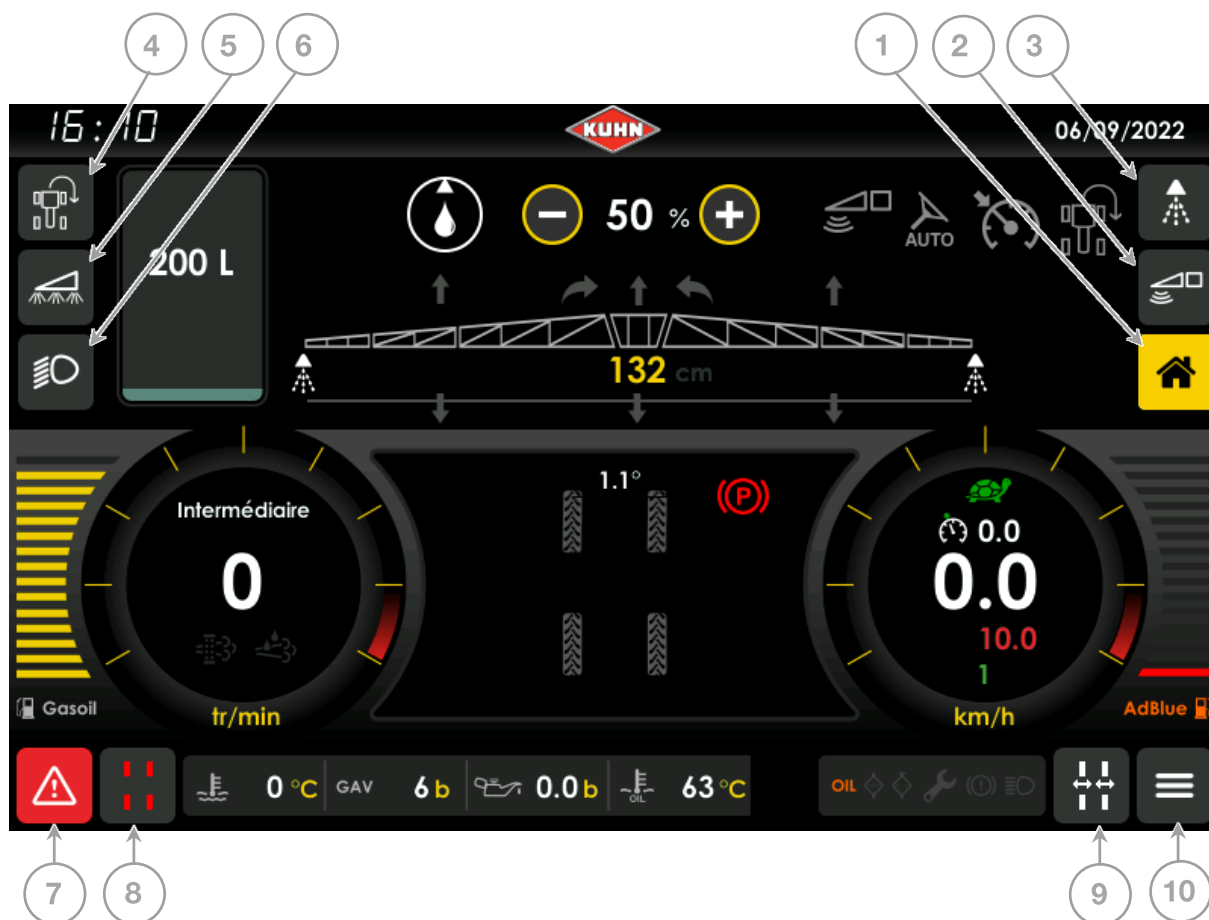 4 5 6 1 2 3
16:10 KUHN 06/09/2022
50 %
AUTO
200 L
132 cm
1.1°
(P)
Intermédiaire
0
tr/min
0.0
0.0
10.0
1
km/h
Gasoil
AdBlue
0 °C GAV 6 b 0.0 b OIL 63 °C OIL
7 8 9 10